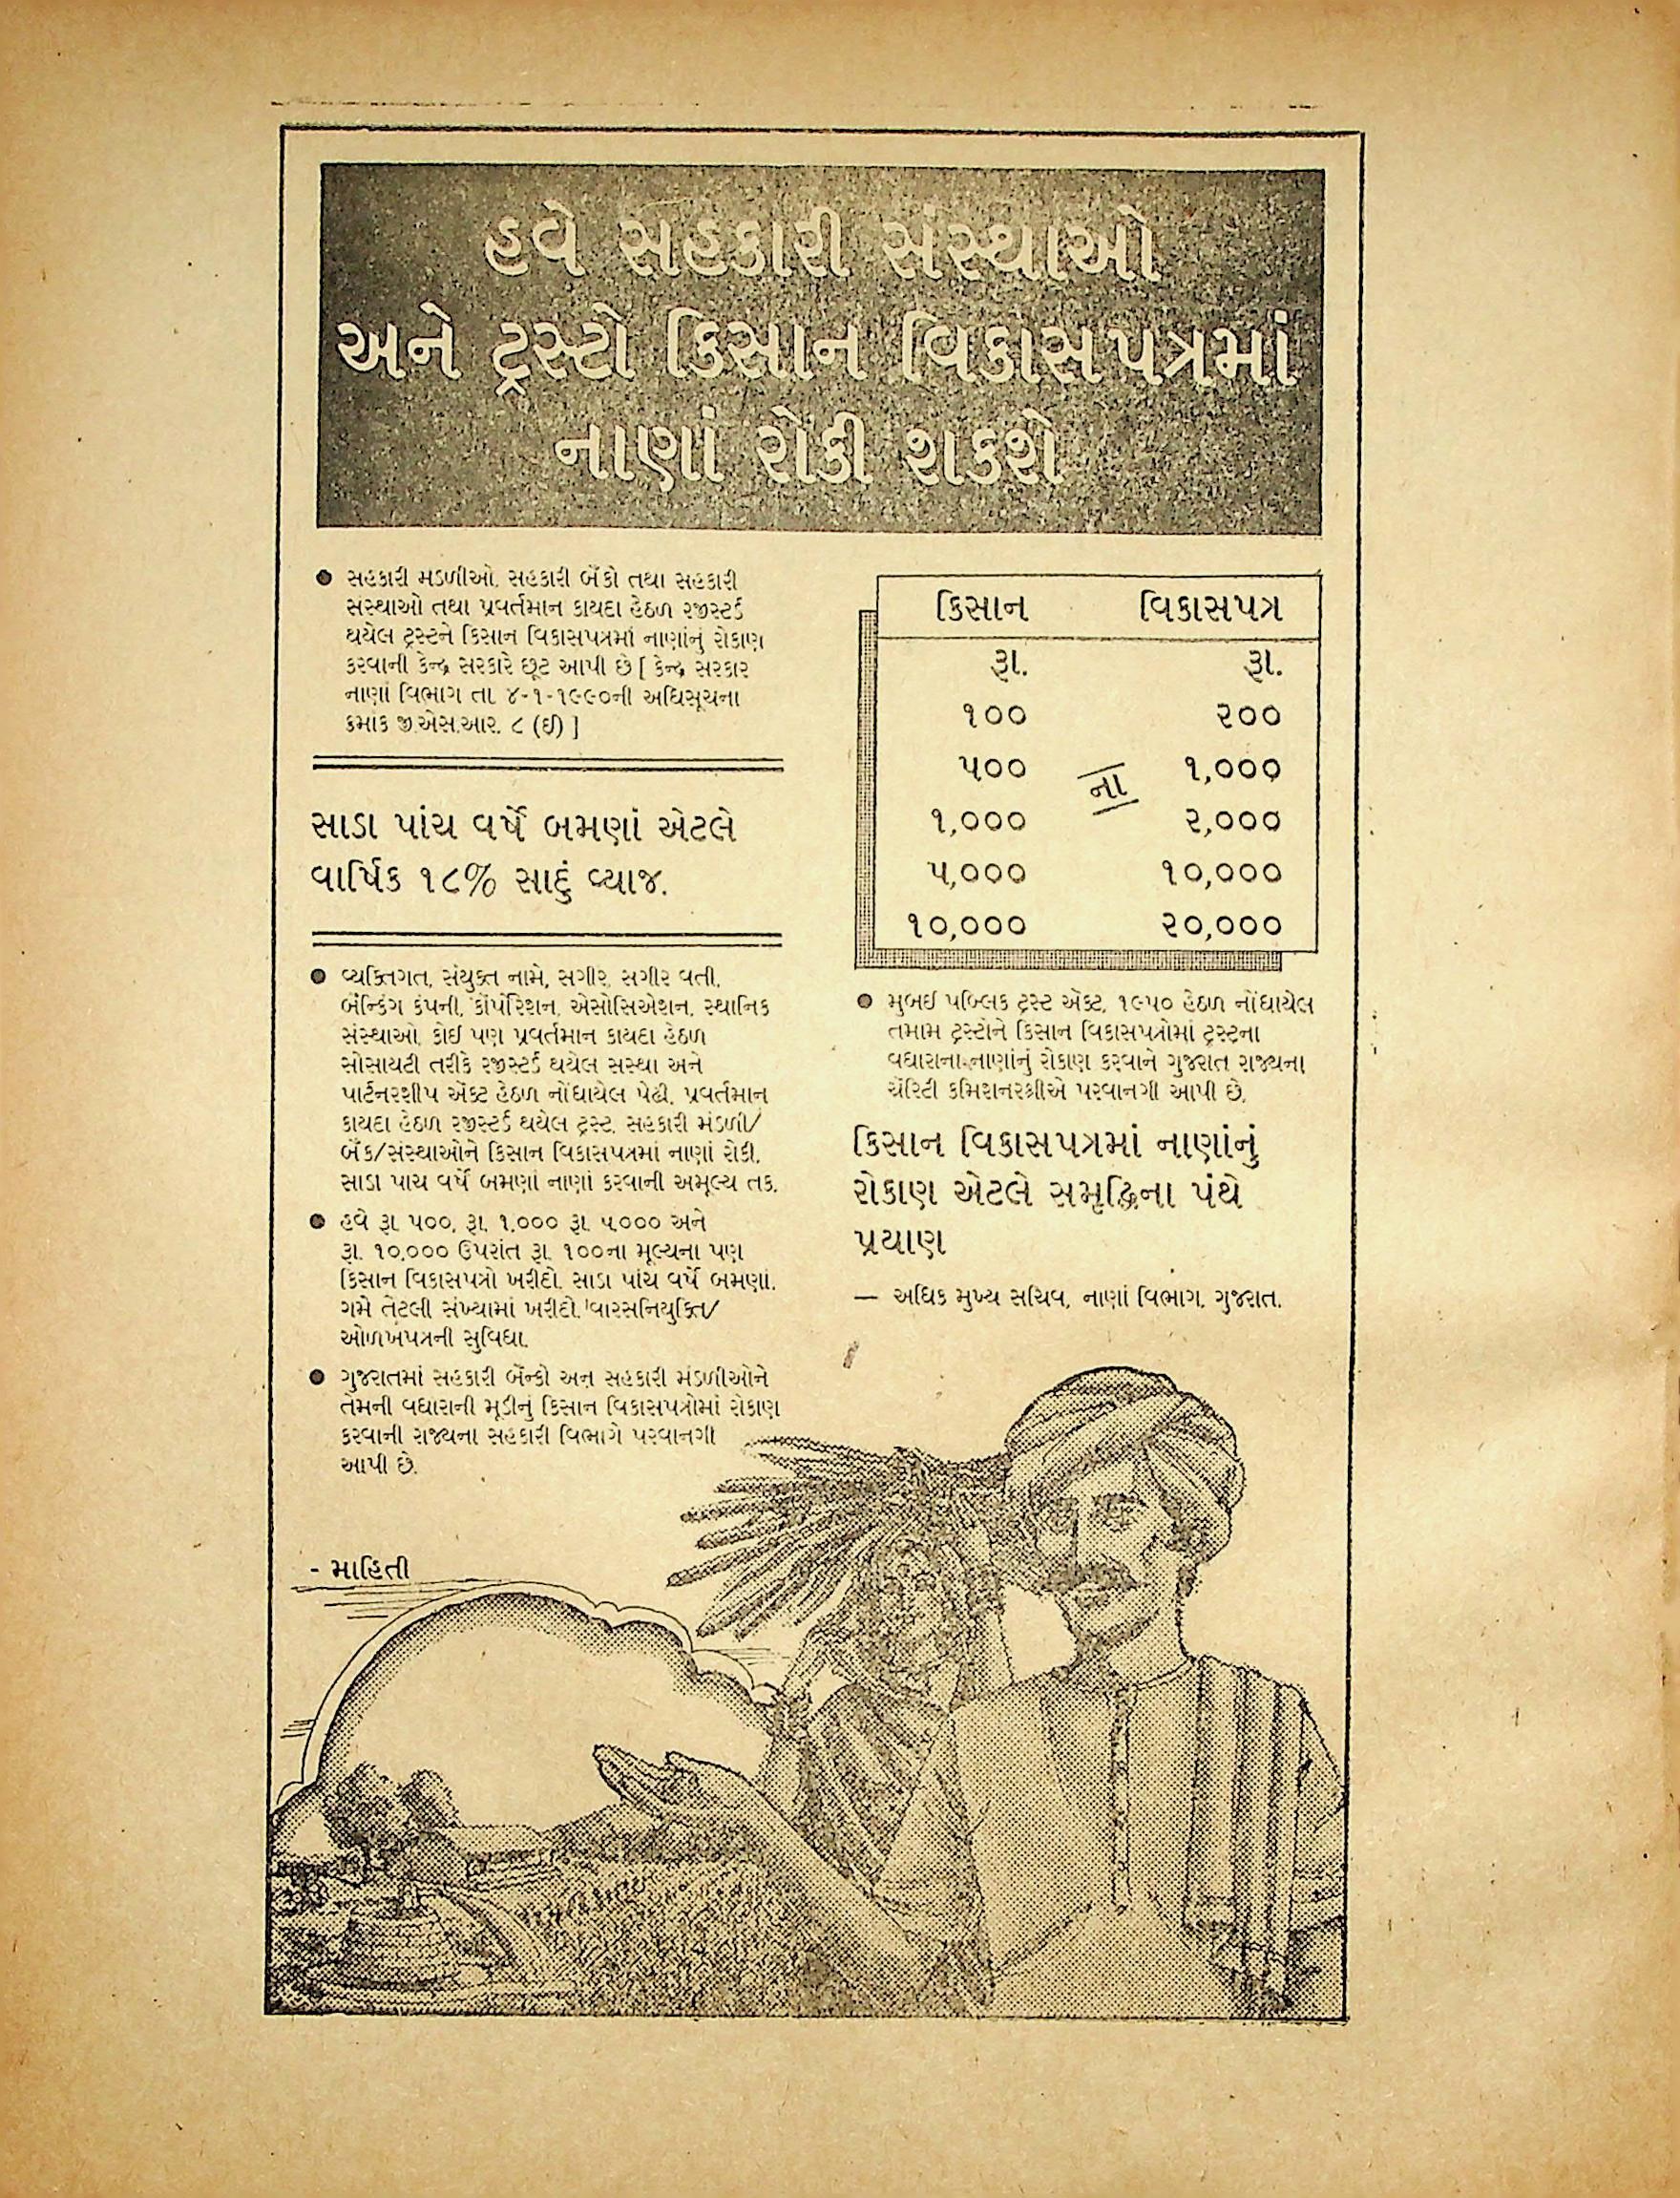 હવે સહકારી સંસ્થાઓ
અને ટ્રસ્ટો કિસાન વિકાસપત્રમાં
નાણાં રોકી શકશે
● સહકારી મંડળીઓ, સહકારી બેંકો તથા સહકારી
સંસ્થાઓ તથા પ્રવર્તમાન કાયદા હેઠળ રજીસ્ટર્ડ
થયેલ ટ્રસ્ટને કિસાન વિકાસપત્રમાં નાણાંનું રોકાણ
કરવાની કેન્દ્ર સરકારે છૂટ આપી છે [ કેન્દ્ર સરકાર
નાણાં વિભાગ તા. ૪-૧-૧૯૯૦ની અધિસૂચના
ક્રમાંક જી.એસ.આર. ૮ (ઈ) ]
સાડા પાંચ વર્ષે બમણાં એટલે
વાર્ષિક ૧૮% સાદું વ્યાજ.
● વ્યક્તિગત, સંયુક્ત નામે, સગીર, સગીર વતી,
બેંન્કિંગ કંપની, કોર્પોરેશન, એસોસિએશન, સ્થાનિક
સંસ્થાઓ, કોઈ પણ પ્રવર્તમાન કાયદા હેઠળ
સોસાયટી તરીકે રજીસ્ટર્ડ થયેલ સંસ્થા અને
પાર્ટનરશીપ એક્ટ હેઠળ નોંધાયેલ પેઢી, પ્રવર્તમાન
કાયદા હેઠળ રજીસ્ટર્ડ થયેલ ટ્રસ્ટ, સહકારી મંડળી/
બેંક/સંસ્થાઓને કિસાન વિકાસપત્રમાં નાણાં રોકી,
સાડા પાંચ વર્ષે બમણાં નાણાં કરવાની અમૂલ્ય તક.
● હવે રૂા. ૫૦૦, રૂા. ૧,૦૦૦ રૂા. ૫,૦૦૦ અને
રૂા. ૧૦,૦૦૦ ઉપરાંત રૂા. ૧૦૦ના મૂલ્યના પણ
કિસાન વિકાસપત્રો ખરીદો. સાડા પાંચ વર્ષે બમણાં.
ગમે તેટલી સંખ્યામાં ખરીદો. વારસનિયુક્તિ/
ઓળખપત્રની સુવિધા.
● ગુજરાતમાં સહકારી બેંન્કો અને સહકારી મંડળીઓને
તેમની વધારાની મૂડીનું કિસાન વિકાસપત્રોમાં રોકાણ
કરવાની રાજ્યના સહકારી વિભાગે પરવાનગી
આપી છે.
- માહિતી
કિસાન વિકાસપત્ર
રૂા. રૂા.
૧૦૦ ૨૦૦
૫૦૦ ના ૧,૦૦૦
૧,૦૦૦ ૨,૦૦૦
૫,૦૦૦ ૧૦,૦૦૦
૧૦,૦૦૦ ૨૦,૦૦૦
● મુંબઈ પબ્લિક ટ્રસ્ટ એક્ટ, ૧૯૫૦ હેઠળ નોંધાયેલ
તમામ ટ્રસ્ટોને કિસાન વિકાસપત્રોમાં ટ્રસ્ટના
વધારાના નાણાંનું રોકાણ કરવાને ગુજરાત રાજ્યના
ચેરિટી કમિશનરશ્રીએ પરવાનગી આપી છે.
કિસાન વિકાસપત્રમાં નાણાંનું
રોકાણ એટલે સમૃદ્ધિના પંથે
પ્રયાણ
— અધિક મુખ્ય સચિવ, નાણાં વિભાગ, ગુજરાત.